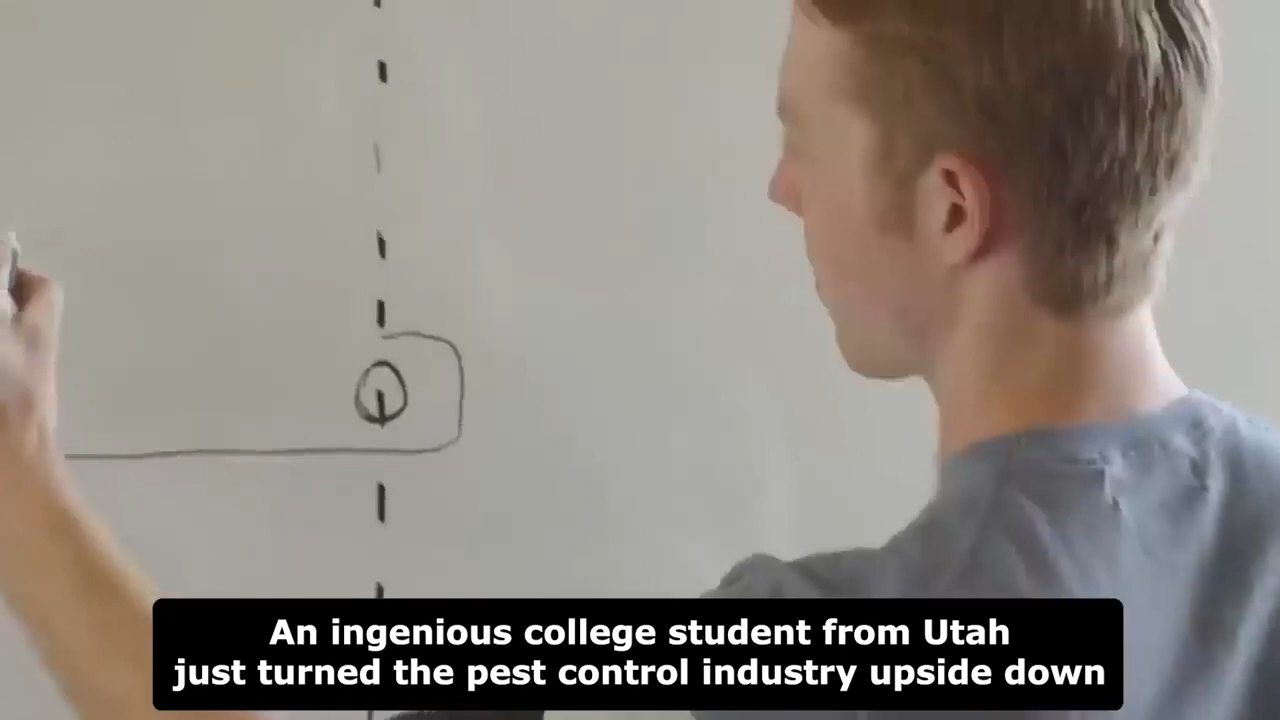 An ingenious college student from Utah
just turned the pest control industry upside down